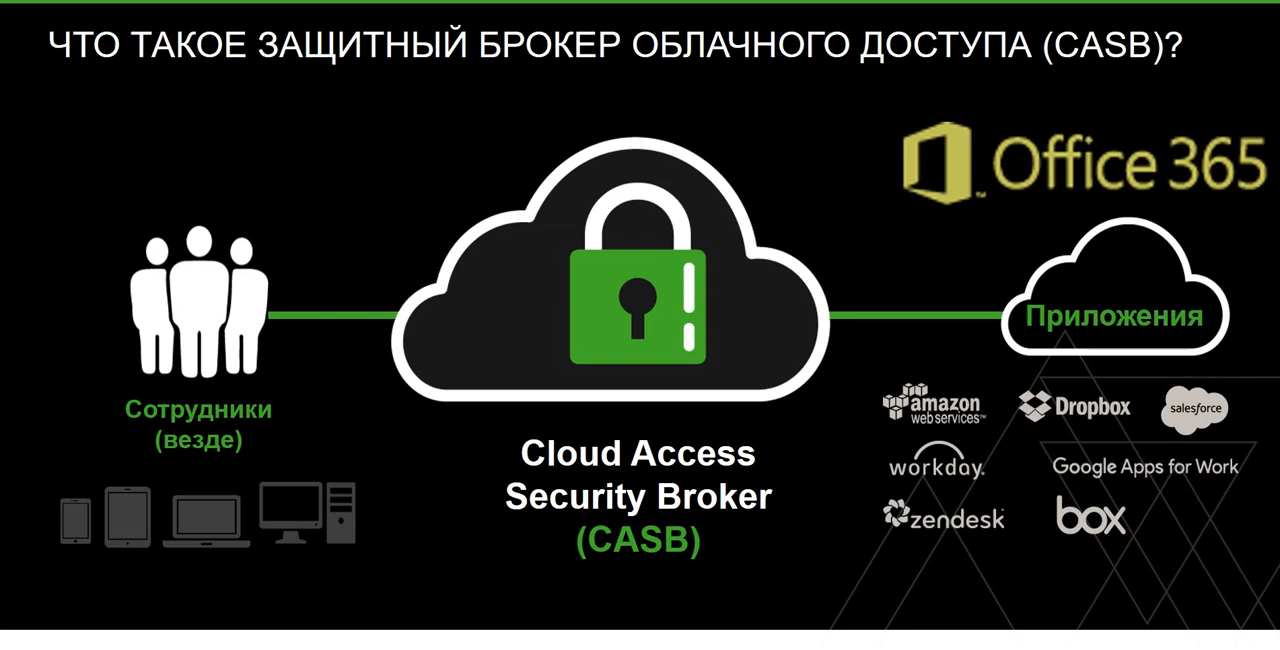 ЧТО ТАКОЕ ЗАЩИТНЫЙ БРОКЕР ОБЛАЧНОГО ДОСТУПА (CASB)?
Office 365
Приложения
Сотрудники
(везде)
Cloud Access
Security Broker
(CASB)
amazon
web services™
Dropbox
salesforce
workday.
Google Apps for Work
zendesk
box